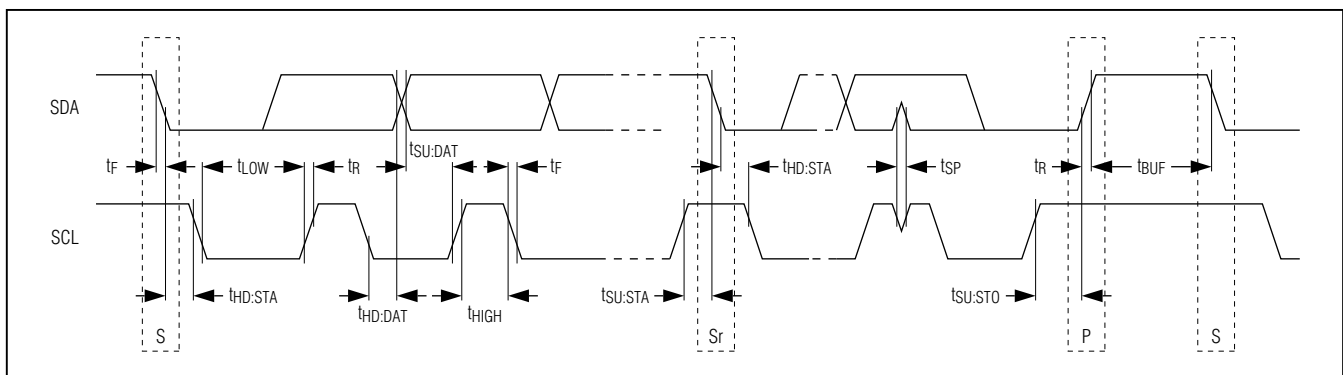 SDA
tF
tLOW
tR
tSU:DAT
tF
tHD:STA
tSP
tR
tBUF
SCL
tHD:STA
tHD:DAT
tHIGH
tSU:STA
tSU:STO
S
Sr
P
S